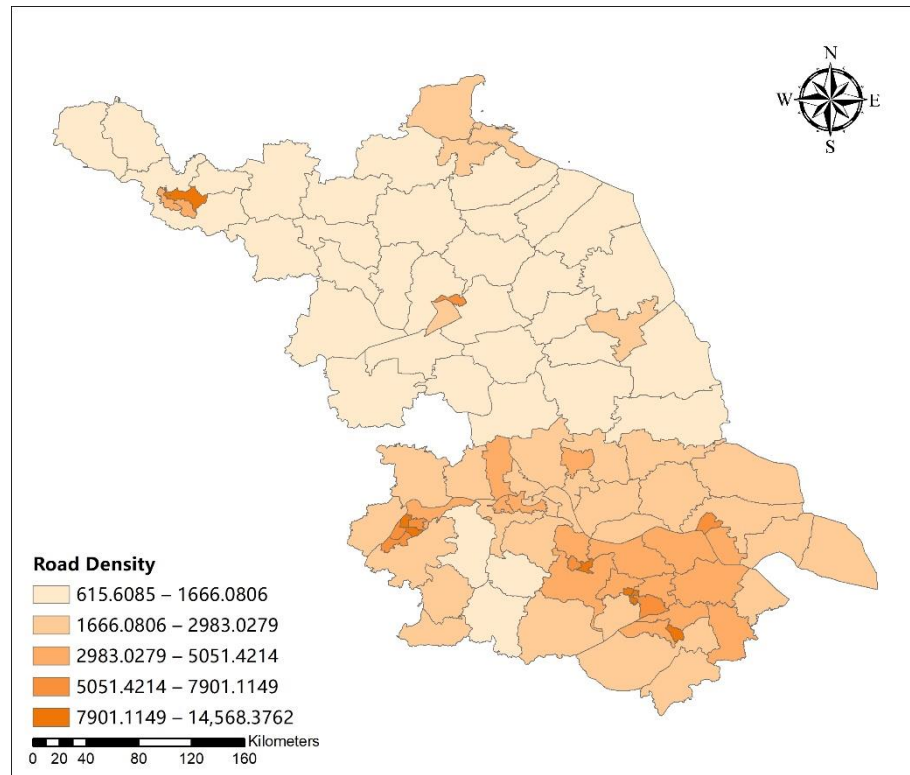 N
W E
S
Road Density
615.6085 – 1666.0806
1666.0806 – 2983.0279
2983.0279 – 5051.4214
5051.4214 – 7901.1149
7901.1149 – 14,568.3762
Kilometers
0 20 40 80 120 160